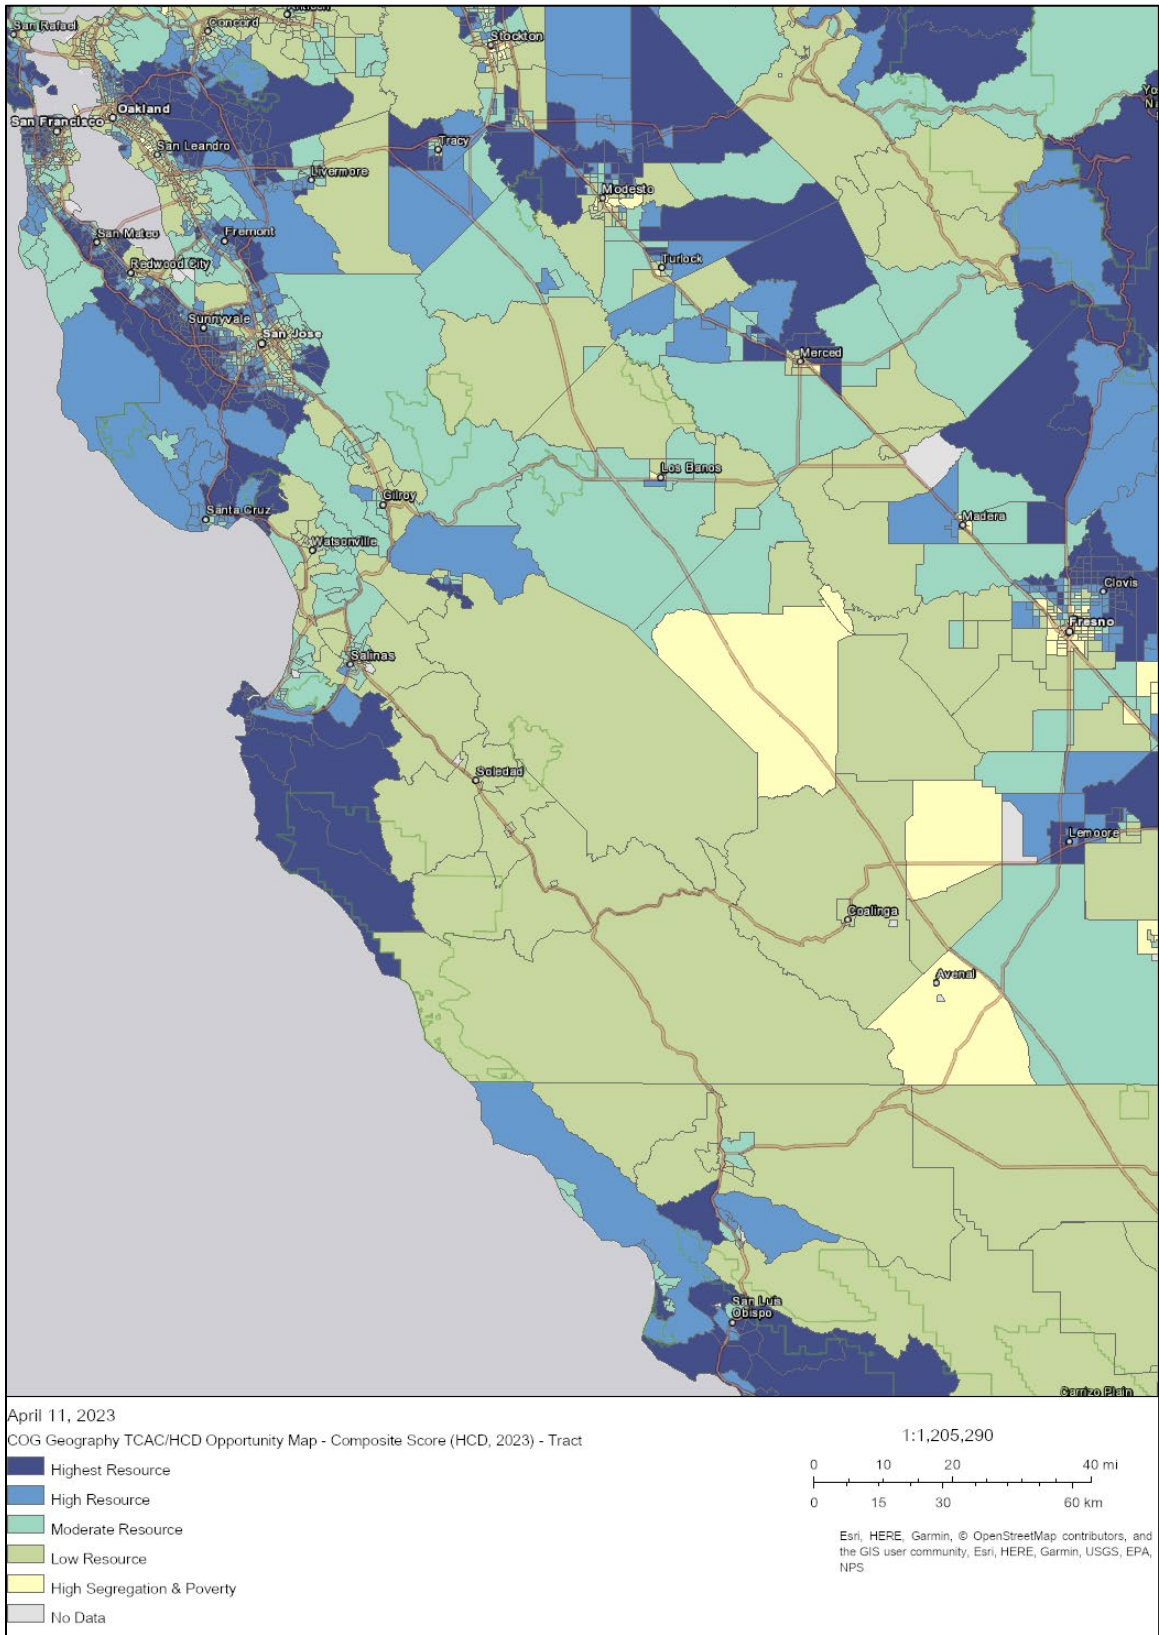 San Rafael
Concord
Stockton
Oakland
San Francisco
San Leandro
Tracy
Livermore
Modesto
San Mateo
Fremont
Redwood City
Turlock
Sunnyvale
San Jose
Merced
Los Banos
Gilroy
Santa Cruz
Madera
Watsonville
Clovis
Fresno
Salinas
Soledad
Lemoore
Coalinga
Avenal
San Luis
Obispo
Carrizo Plain
April 11, 2023
COG Geography TCAC/HCD Opportunity Map - Composite Score (HCD, 2023) - Tract
Highest Resource
High Resource
Moderate Resource
Low Resource
High Segregation & Poverty
No Data
1:1,205,290
0 10 20 40 mi
0 15 30 60 km
Esri, HERE, Garmin, © OpenStreetMap contributors, and
the GIS user community, Esri, HERE, Garmin, USGS, EPA,
NPS